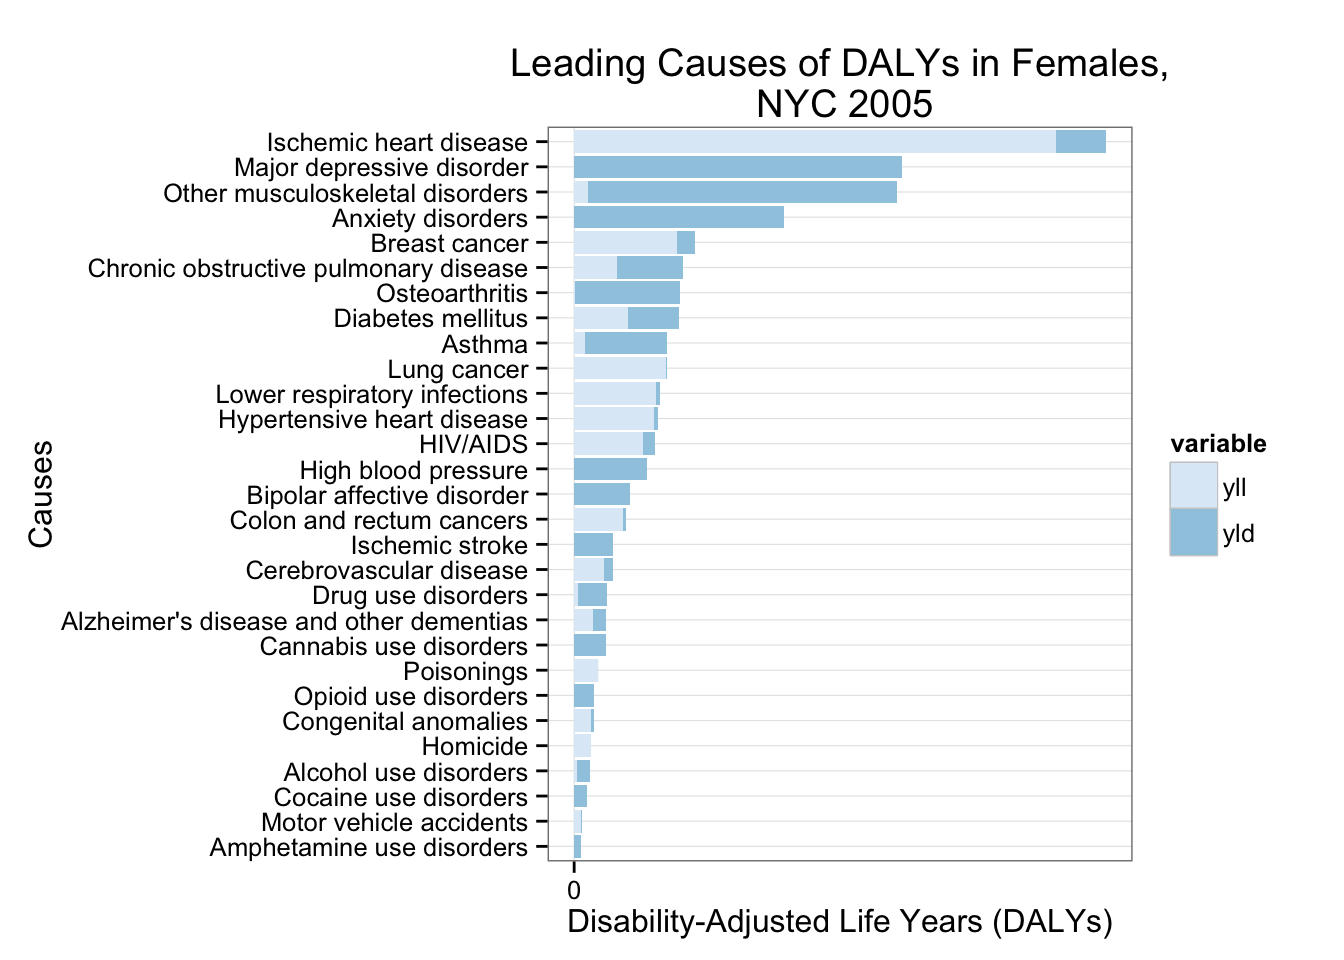 Leading Causes of DALYs in Females,
NYC 2005
Causes
Ischemic heart disease
Major depressive disorder
Other musculoskeletal disorders
Anxiety disorders
Breast cancer
Chronic obstructive pulmonary disease
Osteoarthritis
Diabetes mellitus
Asthma
Lung cancer
Lower respiratory infections
Hypertensive heart disease
HIV/AIDS
High blood pressure
Bipolar affective disorder
Colon and rectum cancers
Ischemic stroke
Cerebrovascular disease
Drug use disorders
Alzheimer's disease and other dementias
Cannabis use disorders
Poisonings
Opioid use disorders
Congenital anomalies
Homicide
Alcohol use disorders
Cocaine use disorders
Motor vehicle accidents
Amphetamine use disorders
0
Disability-Adjusted Life Years (DALYs)
variable
yll
yld